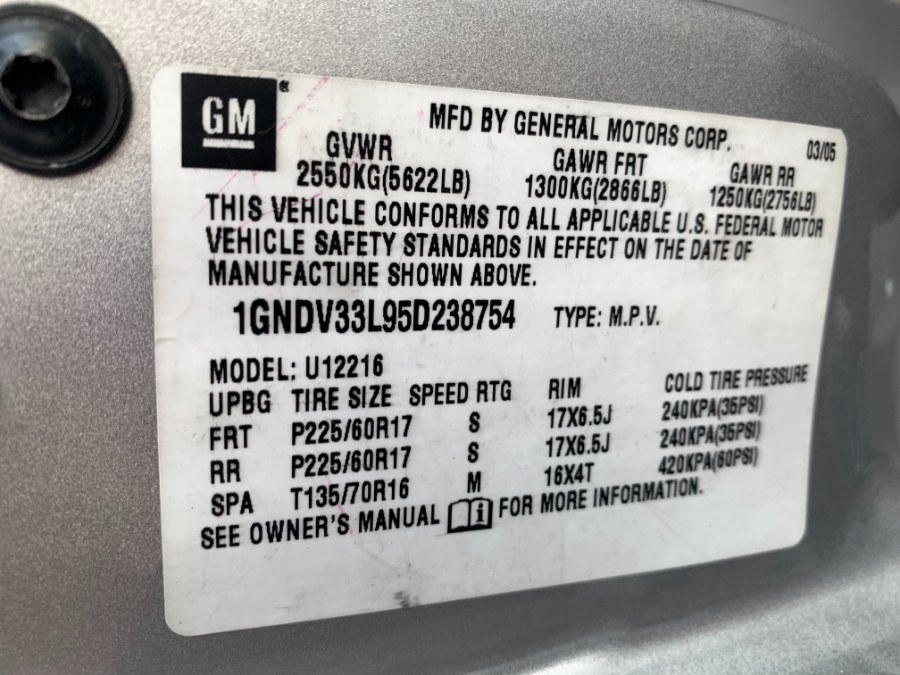 GM®
MFD BY GENERAL MOTORS CORP. 03/05
GVWR GAWR FRT GAWR RR
2550KG(5622LB) 1300KG(2866LB) 1250KG(2756LB)
THIS VEHICLE CONFORMS TO ALL APPLICABLE U.S. FEDERAL MOTOR
VEHICLE SAFETY STANDARDS IN EFFECT ON THE DATE OF
MANUFACTURE SHOWN ABOVE.
1GNDV33L95D238754 TYPE: M.P.V.
MODEL: U12216
UPBG TIRE SIZE SPEED RTG RIM COLD TIRE PRESSURE
FRT P225/60R17 S 17X6.5J 240KPA(35PSI)
RR P225/60R17 S 17X6.5J 240KPA(35PSI)
SPA T135/70R16 M 16X4T 420KPA(60PSI)
SEE OWNER'S MANUAL i FOR MORE INFORMATION.